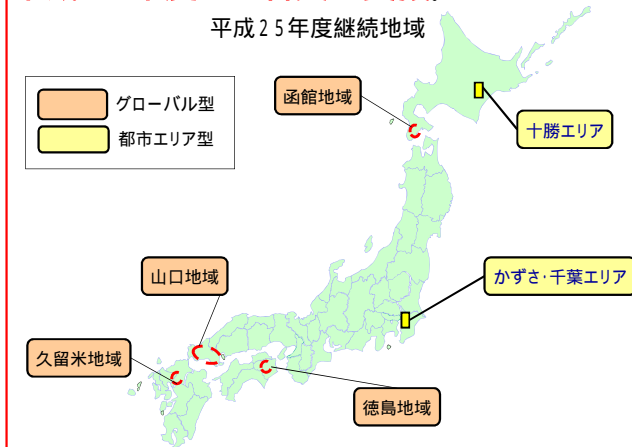 平成25年度継続地域
グローバル型
都市エリア型
函館地域
十勝エリア
山口地域
かずさ・千葉エリア
久留米地域
徳島地域